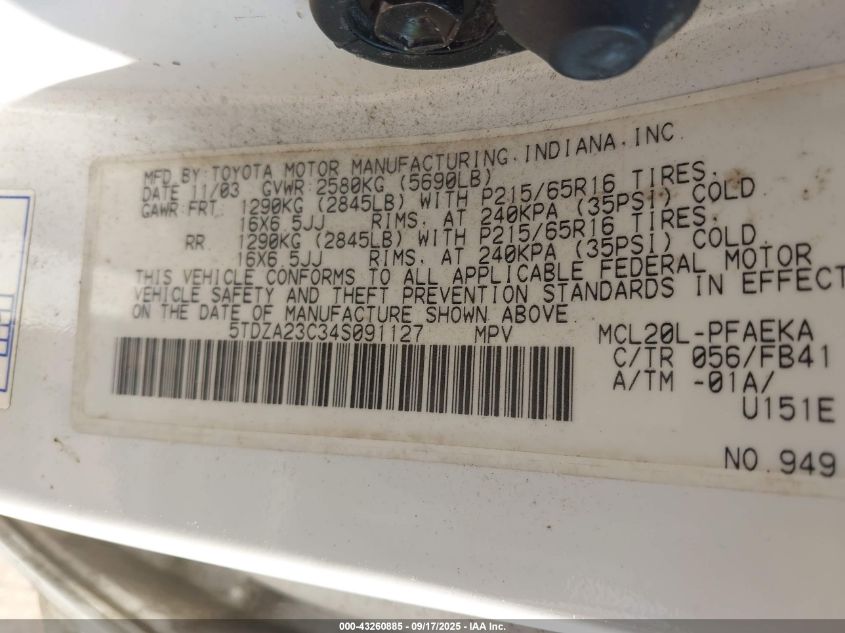 MFD BY:TOYOTA MOTOR MANUFACTURING, INDIANA, INC.
DATE 11/03 GVWR:2580KG (5690LB)
GAWR:FRT. 1290KG (2845LB) WITH P215/65R16 TIRES,
16X6.5JJ RIMS, AT 240KPA (35PSI) COLD
RR. 1290KG (2845LB) WITH P215/65R16 TIRES,
16X6.5JJ RIMS, AT 240KPA (35PSI) COLD.
THIS VEHICLE CONFORMS TO ALL APPLICABLE FEDERAL MOTOR
VEHICLE SAFETY AND THEFT PREVENTION STANDARDS IN EFFECT
ON THE DATE OF MANUFACTURE SHOWN ABOVE
5TDZA23C34S091127 MPV MCL20L-PFAEKA
C/TR 056/FB41
A/TM -01A/
U151E
NO.949
000-43260885 - 09/17/2025 - IAA Inc.